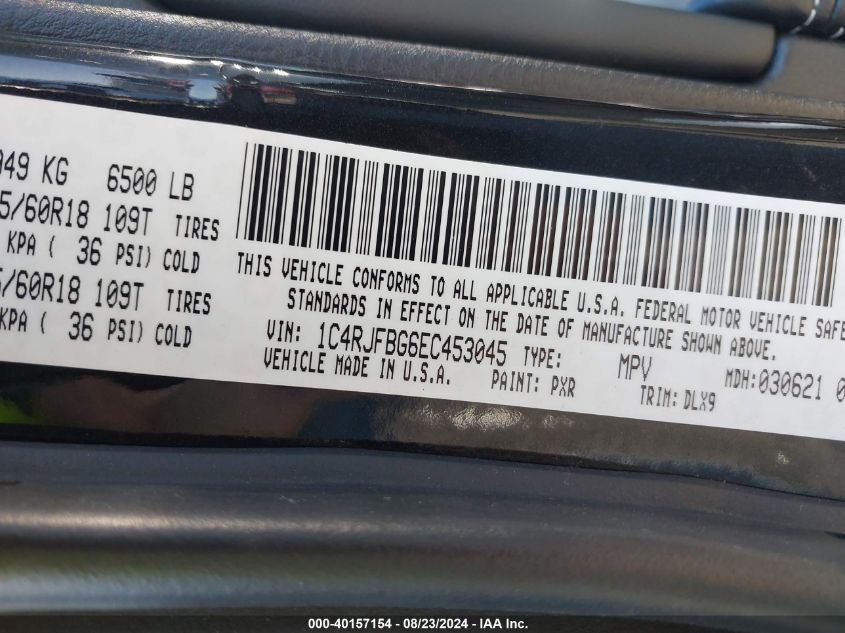 949 KG 6500 LB
5/60R18 109T TIRES
KPA ( 36 PSI) COLD
5/60R18 109T TIRES
KPA ( 36 PSI) COLD
THIS VEHICLE CONFORMS TO ALL APPLICABLE U.S.A. FEDERAL MOTOR VEHICLE SAFE
STANDARDS IN EFFECT ON THE DATE OF MANUFACTURE SHOWN ABOVE.
VIN: 1C4RJFBG6EC453045 TYPE: MPV MDH:030621 0
VEHICLE MADE IN U.S.A. PAINT: PXR TRIM: DLX9
000-40157154 - 08/23/2024 - IAA Inc.